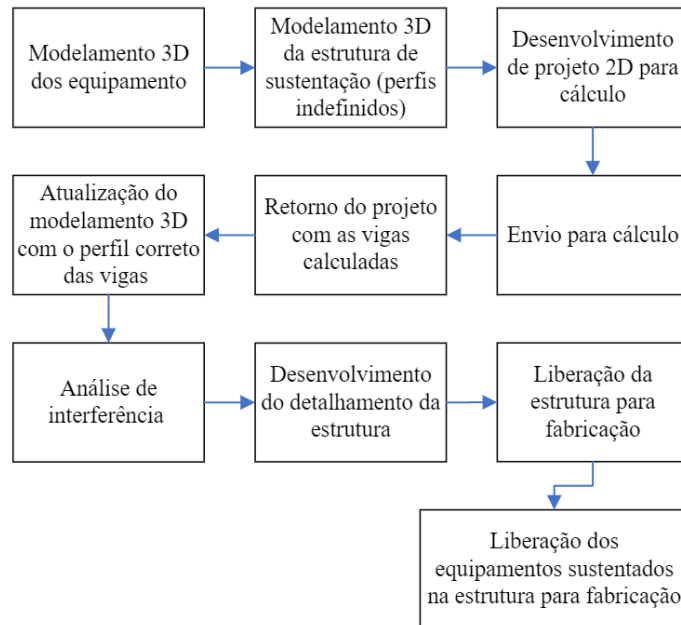 Modelamento 3D
dos equipamento
Modelamento 3D
da estrutura de
sustentação (perfis
indefinidos)
Desenvolvimento
de projeto 2D para
cálculo
Atualização do
modelamento 3D
com o perfil correto
das vigas
Retorno do projeto
com as vigas
calculadas
Envio para cálculo
Análise de
interferência
Desenvolvimento
do detalhamento da
estrutura
Liberação da
estrutura para
fabricação
Liberação dos
equipamentos sustentados
na estrutura para fabricação